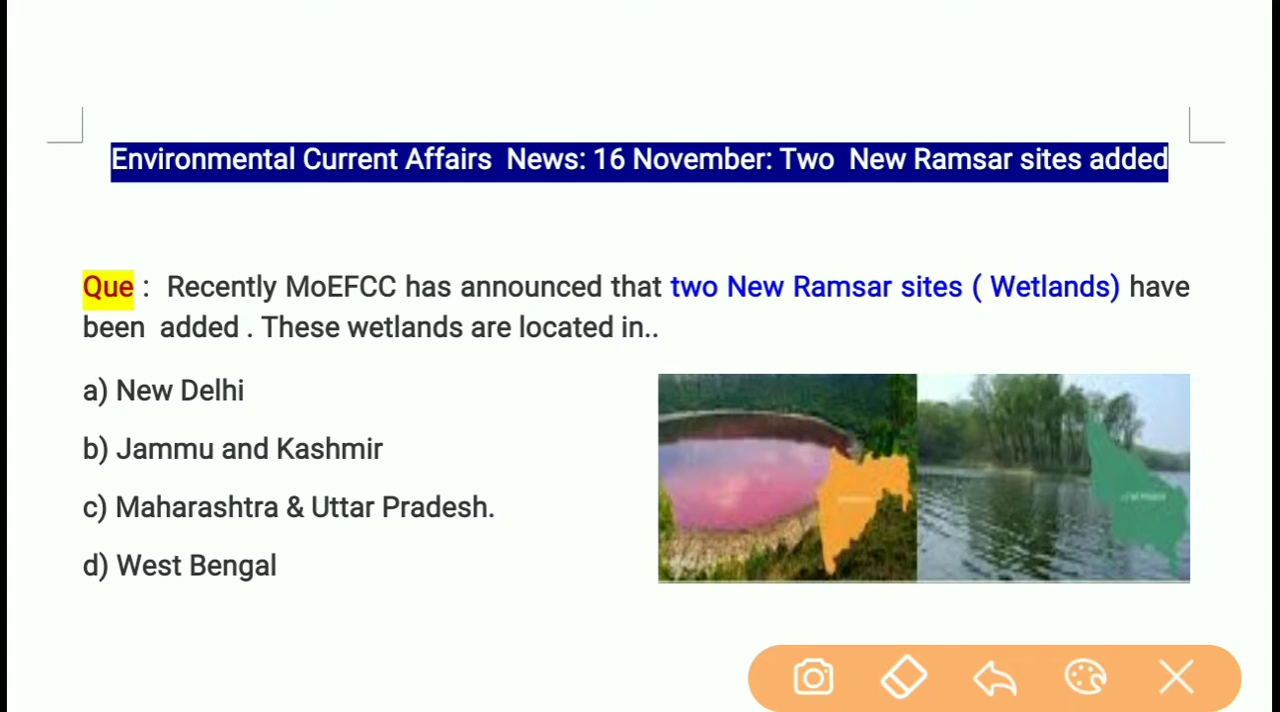 Environmental Current Affairs News: 16 November: Two New Ramsar sites added
Que : Recently MoEFCC has announced that two New Ramsar sites ( Wetlands) have
been added . These wetlands are located in..
a) New Delhi
b) Jammu and Kashmir
c) Maharashtra & Uttar Pradesh.
d) West Bengal